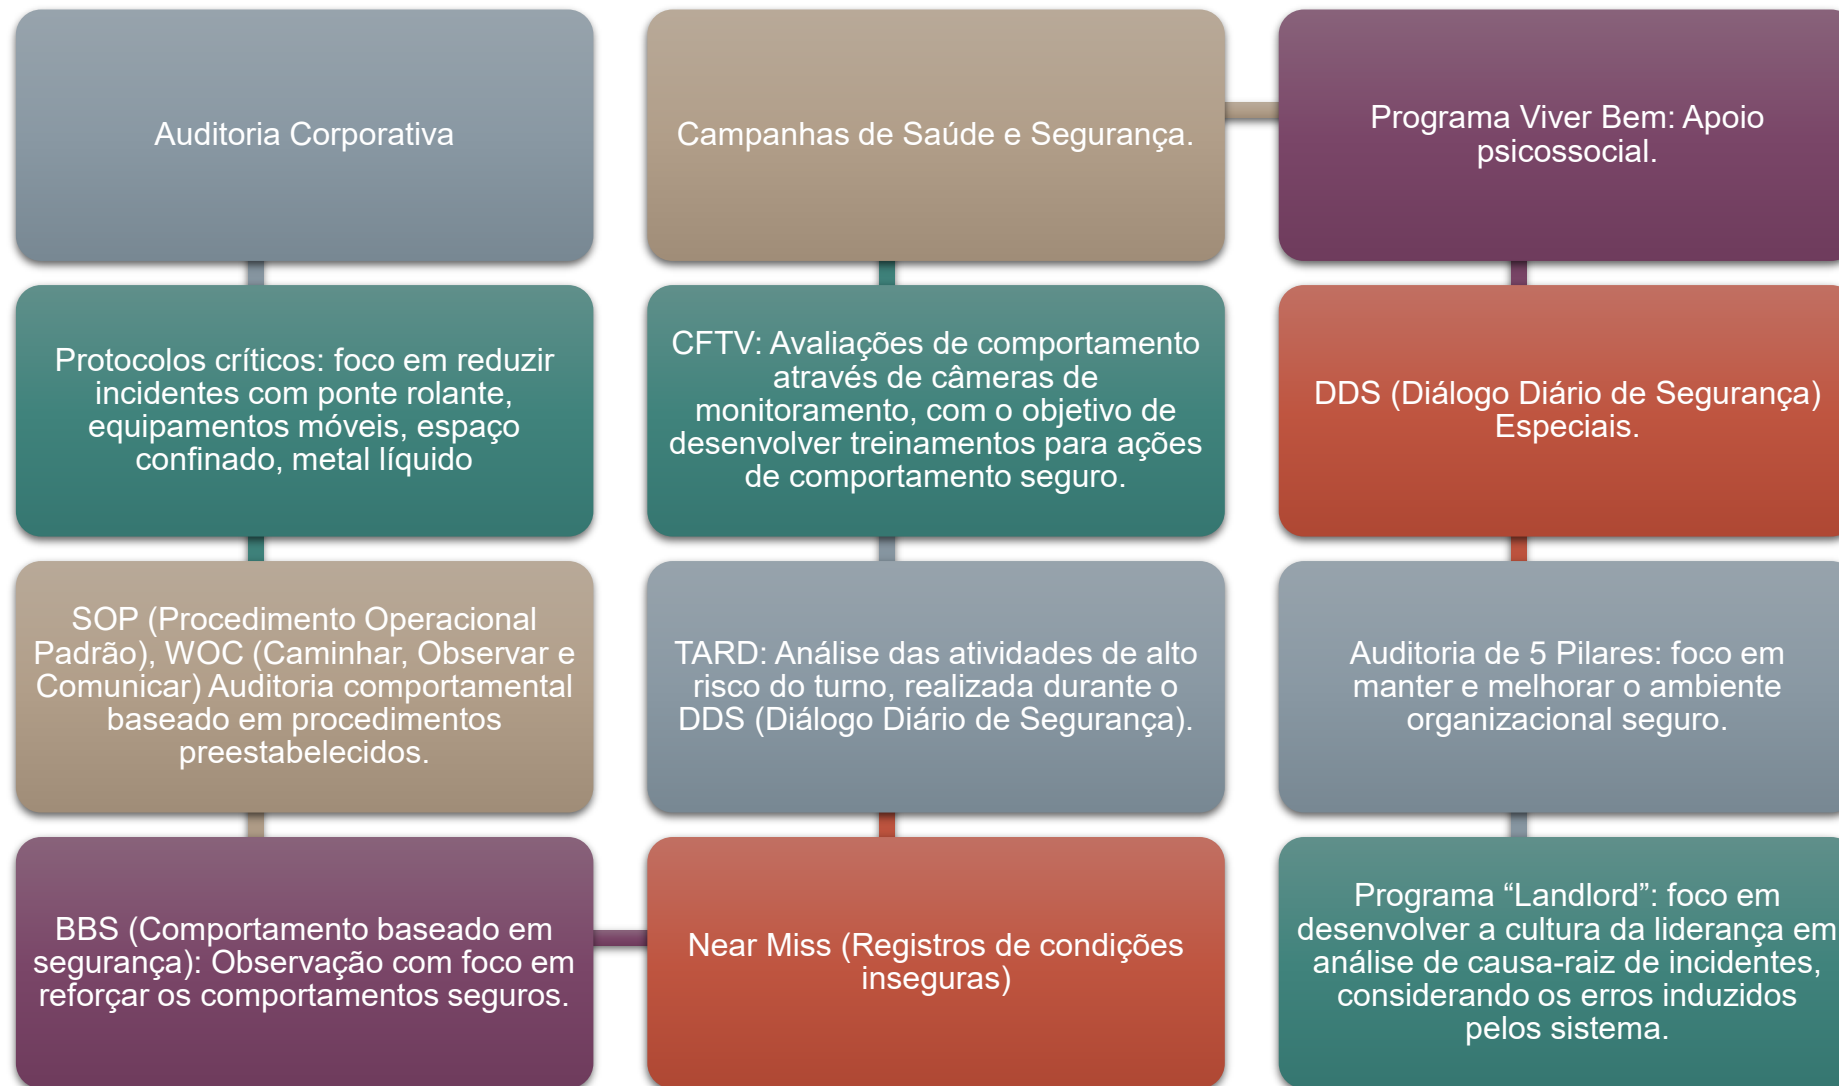 Auditoria Corporativa
Protocolos críticos: foco em reduzir
incidentes com ponte rolante,
equipamentos móveis, espaço
confinado, metal líquido
SOP (Procedimento Operacional
Padrão), WOC (Caminhar, Observar e
Comunicar) Auditoria comportamental
baseado em procedimentos
preestabelecidos.
BBS (Comportamento baseado em
segurança): Observação com foco em
reforçar os comportamentos seguros.
Near Miss (Registros de condições
inseguras)
TARD: Análise das atividades de alto
risco do turno, realizada durante o
DDS (Diálogo Diário de Segurança).
CFTV: Avaliações de comportamento
através de câmeras de
monitoramento, com o objetivo de
desenvolver treinamentos para ações
de comportamento seguro.
Campanhas de Saúde e Segurança.
Programa Viver Bem: Apoio
psicossocial.
DDS (Diálogo Diário de Segurança)
Especiais.
Auditoria de 5 Pilares: foco em
manter e melhorar o ambiente
organizacional seguro.
Programa “Landlord”: foco em
desenvolver a cultura da liderança em
análise de causa-raiz de incidentes,
considerando os erros induzidos
pelos sistema.